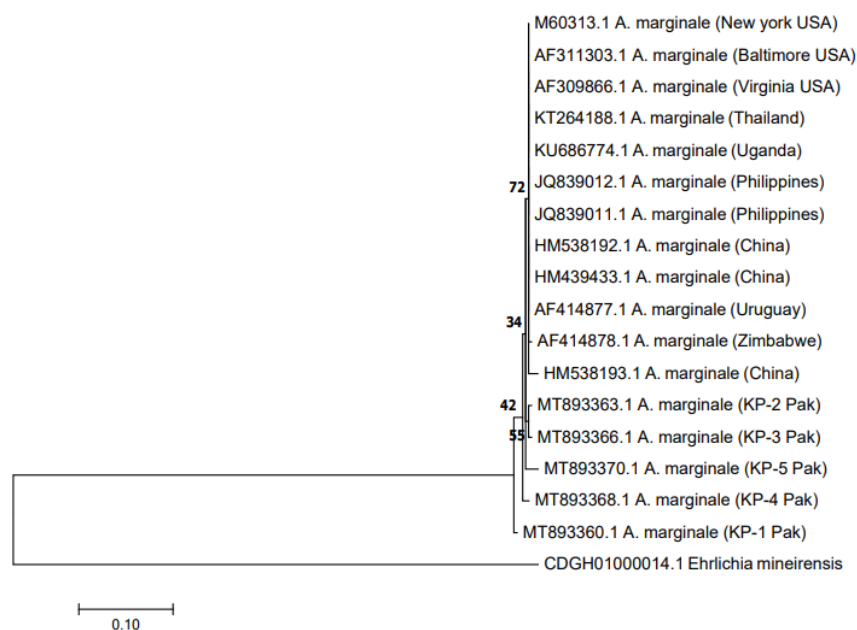 M60313.1 A. marginale (New york USA)
AF311303.1 A. marginale (Baltimore USA)
AF309866.1 A. marginale (Virginia USA)
KT264188.1 A. marginale (Thailand)
KU686774.1 A. marginale (Uganda)
72 JQ839012.1 A. marginale (Philippines)
JQ839011.1 A. marginale (Philippines)
HM538192.1 A. marginale (China)
HM439433.1 A. marginale (China)
AF414877.1 A. marginale (Uruguay)
34
AF414878.1 A. marginale (Zimbabwe)
HM538193.1 A. marginale (China)
42 MT893363.1 A. marginale (KP-2 Pak)
55 MT893366.1 A. marginale (KP-3 Pak)
MT893370.1 A. marginale (KP-5 Pak)
MT893368.1 A. marginale (KP-4 Pak)
MT893360.1 A. marginale (KP-1 Pak)
CDGH01000014.1 Ehrlichia mineirensis
0.10